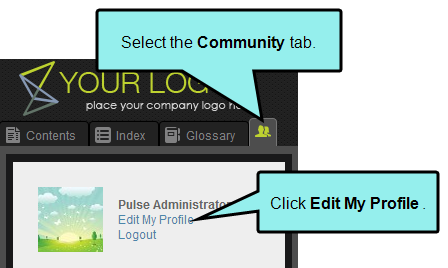 Select the Community tab.
YOUR LOG
place your company logo he
Contents
Index
Glossary
Pulse Administrator
Edit My Profile
Click Edit My Profile .
Logout